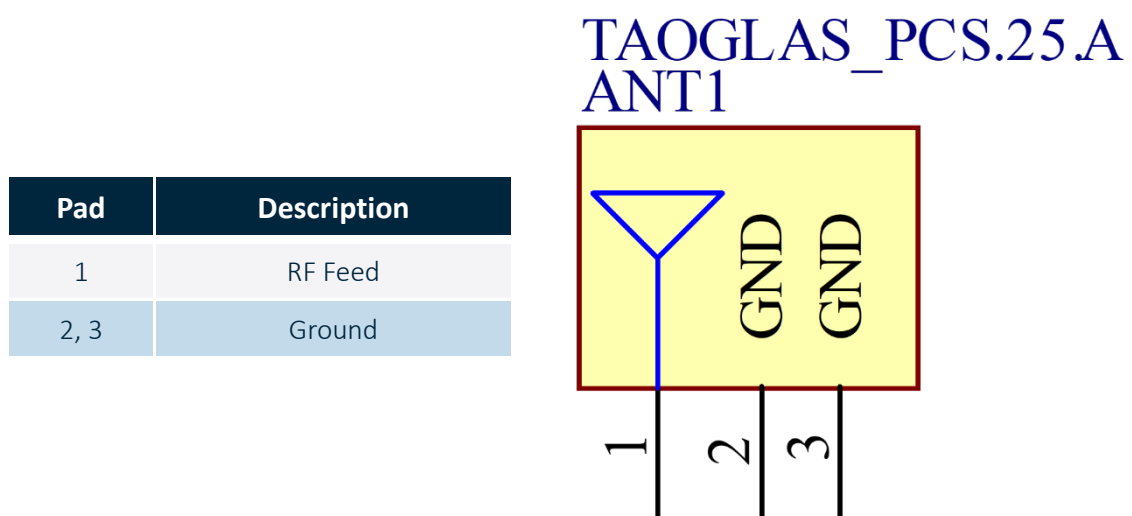 TAOGLAS_PCS.25.A
ANT1
Pad Description
1 RF Feed
2, 3 Ground
GND
GND
1
2
3